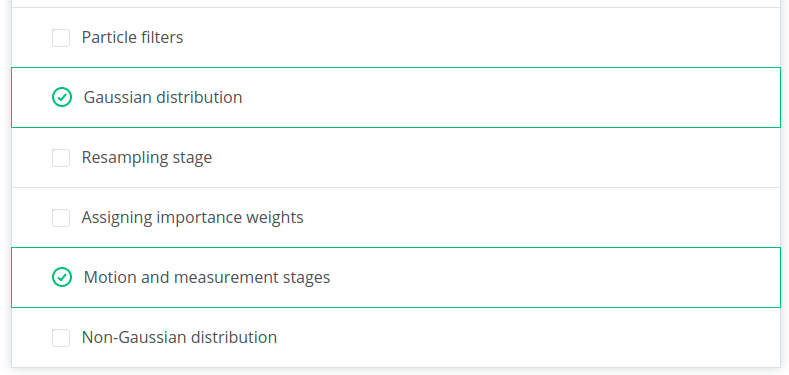 Particle filters
Gaussian distribution
Resampling stage
Assigning importance weights
Motion and measurement stages
Non-Gaussian distribution